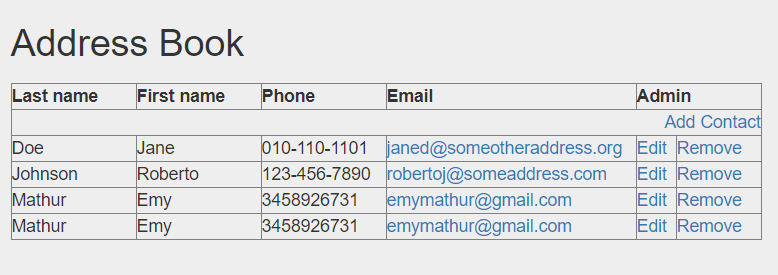 Address Book
Last name First name Phone Email Admin
Add Contact
Doe Jane 010-110-1101 janed@someotheraddress.org Edit Remove
Johnson Roberto 123-456-7890 robertoj@someaddress.com Edit Remove
Mathur Emy 3458926731 emymathur@gmail.com Edit Remove
Mathur Emy 3458926731 emymathur@gmail.com Edit Remove